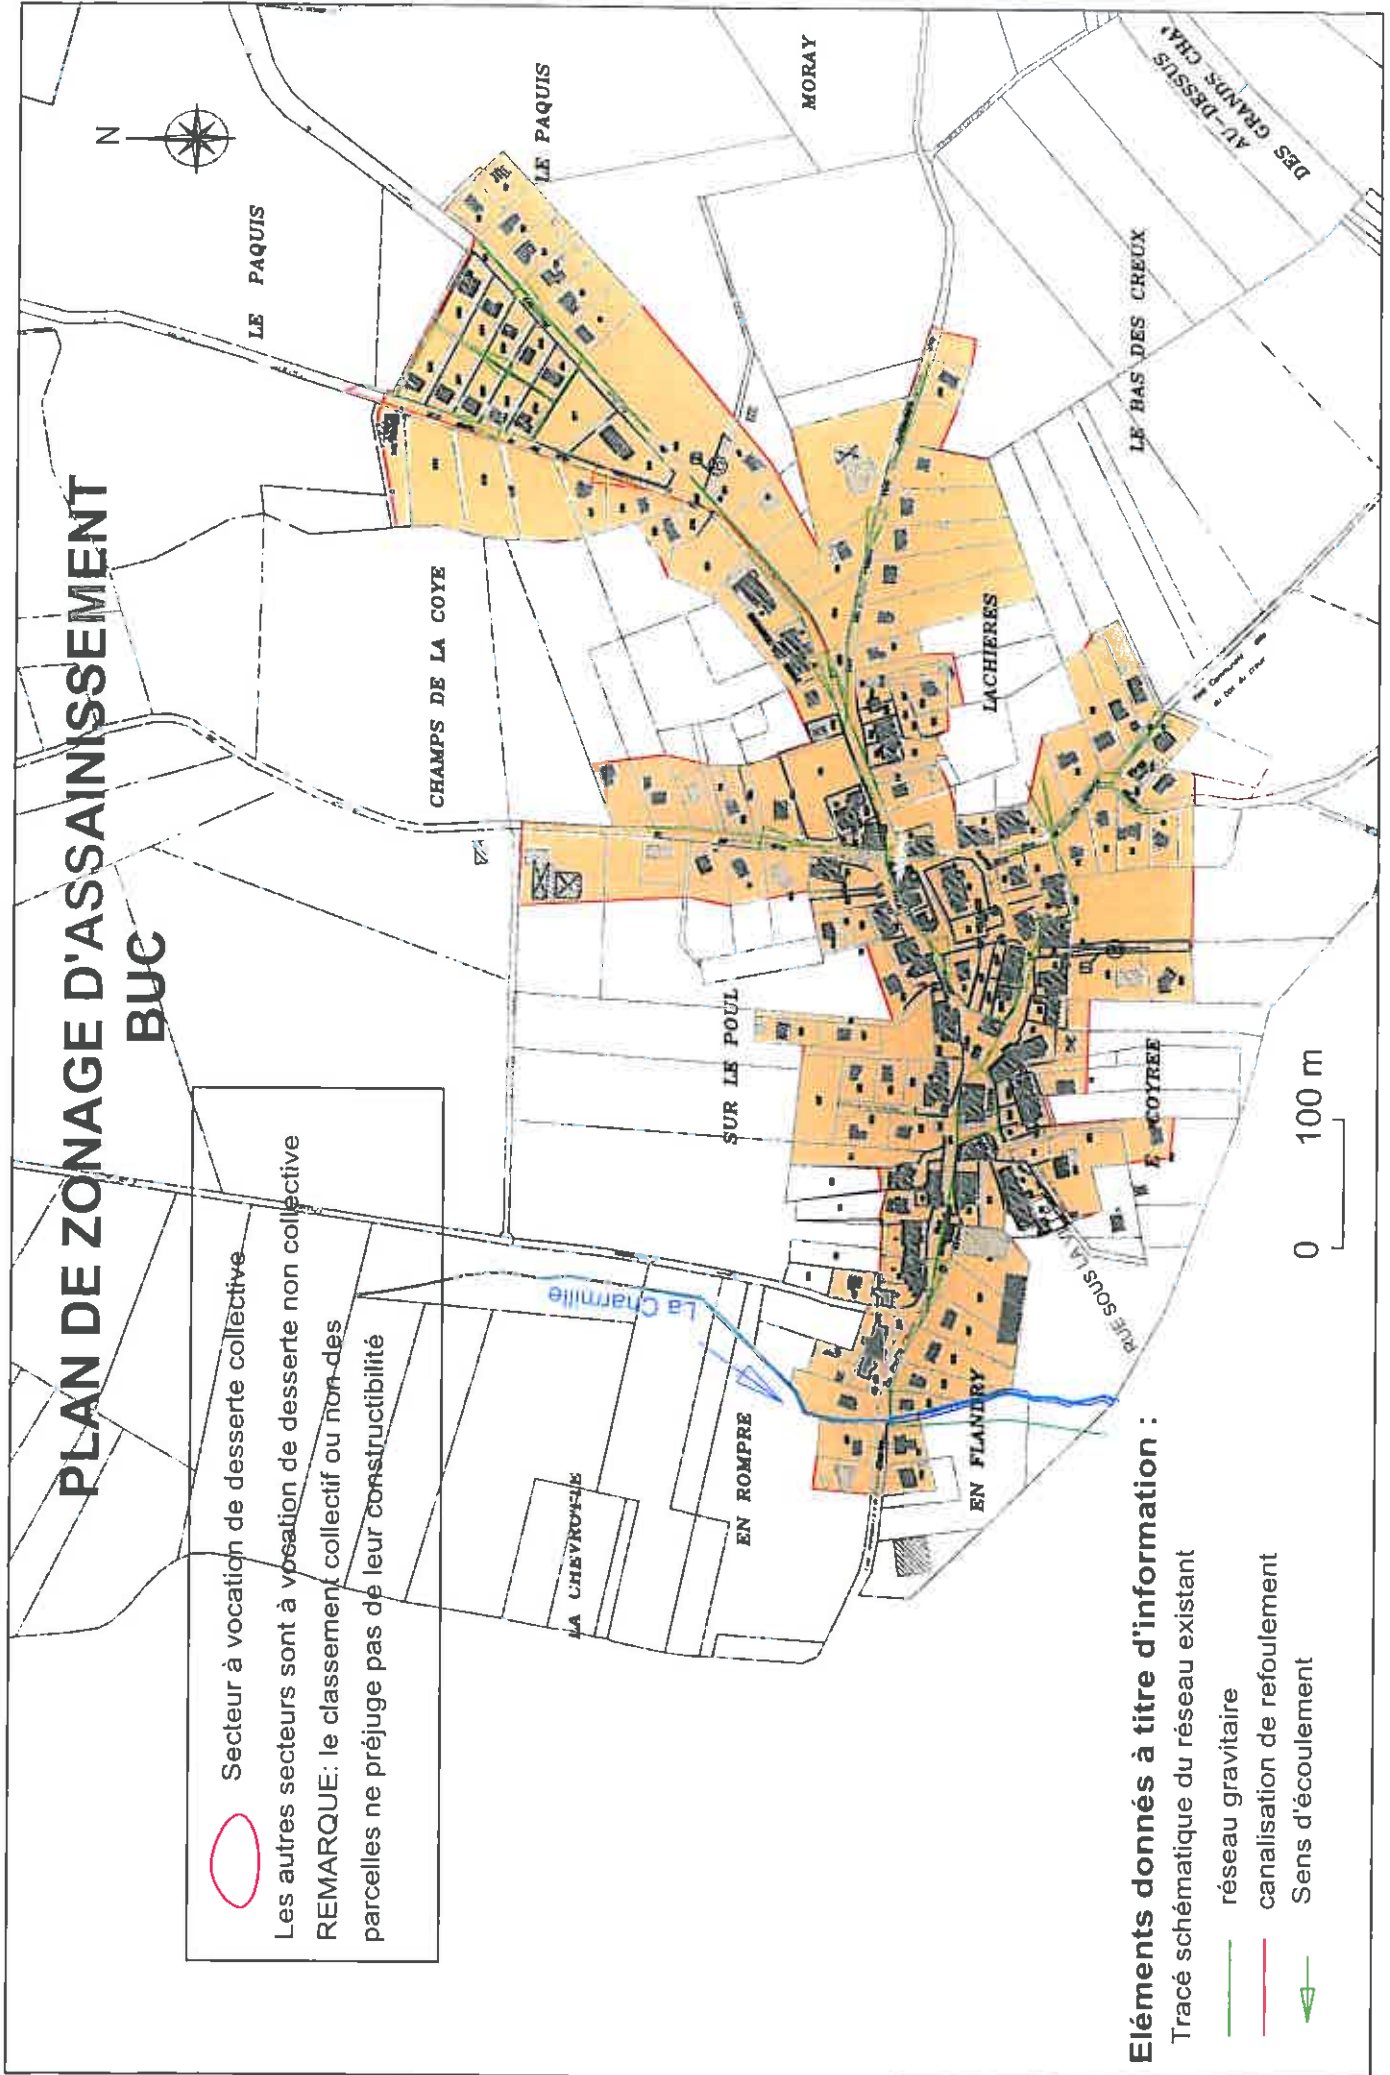 PLAN DE ZONAGE D'ASSAINISSEMENT
BUC
N
Secteur à vocation de desserte collective
Les autres secteurs sont à vocation de desserte non collective
REMARQUE: le classement collectif ou non des
parcelles ne préjuge pas de leur constructibilité
LE PAQUIS
LE PAQUIS
MORAY
AU-DESSUS
DES GRANDS CHA
CHAMPS DE LA COYE
LE BAS DES CREUX
LACHIERES
SUR LE POUL
COYREE
La Charmille
RUE SOUS LA
LA CHEVROTTE
EN ROMPRE
EN FLANDRY
0 100 m
Eléments donnés à titre d'information :
Tracé schématique du réseau existant
réseau gravitaire
canalisation de refoulement
Sens d'écoulement